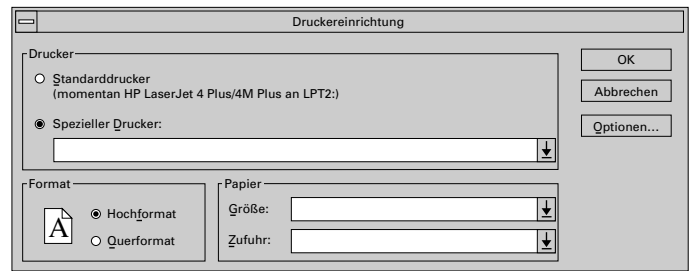 Druckereinrichtung
Drucker
Standarddrucker
(momentan HP LaserJet 4 Plus/4M Plus an LPT2:)
Spezieller Drucker:
OK
Abbrechen
Optionen...
Format
A
Hochformat
Querformat
Papier
Größe:
Zufuhr: